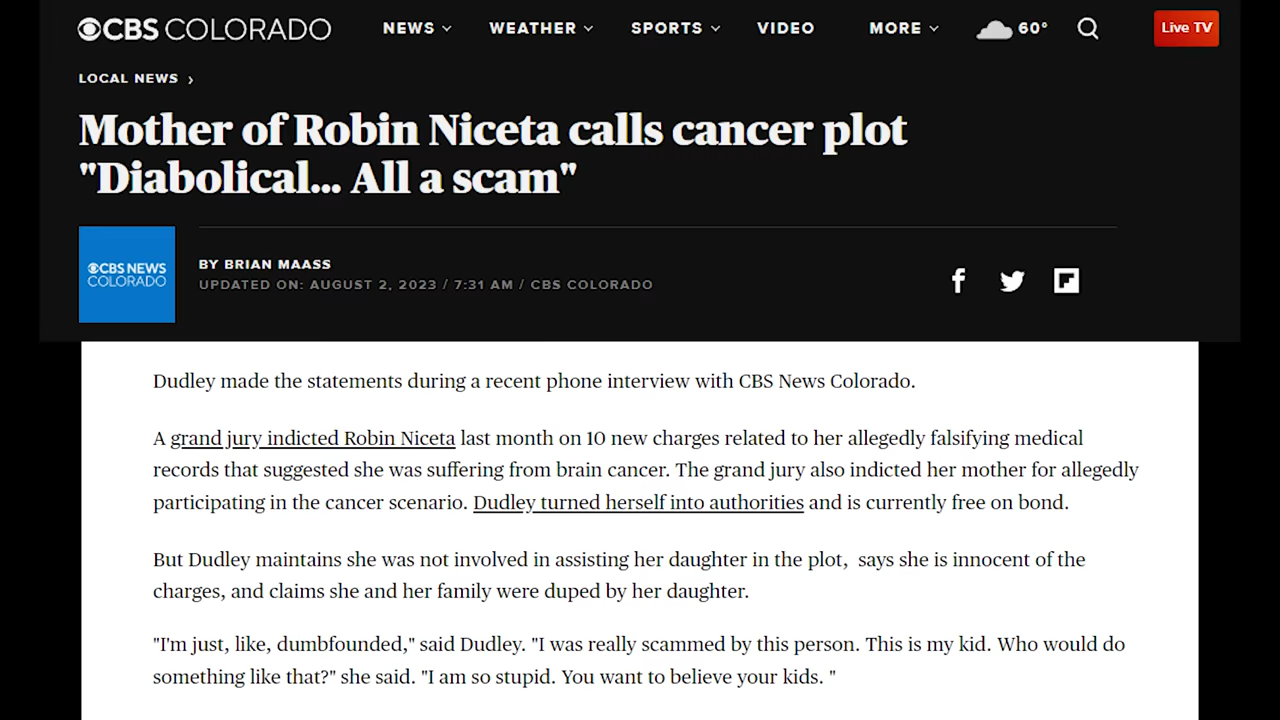 CBS COLORADO NEWS WEATHER SPORTS VIDEO MORE 60° Live TV
LOCAL NEWS
Mother of Robin Niceta calls cancer plot
"Diabolical... All a scam"
CBS NEWS
COLORADO
BY BRIAN MAASS
UPDATED ON: AUGUST 2, 2023 / 7:31 AM / CBS COLORADO
Dudley made the statements during a recent phone interview with CBS News Colorado.
A grand jury indicted Robin Niceta last month on 10 new charges related to her allegedly falsifying medical
records that suggested she was suffering from brain cancer. The grand jury also indicted her mother for allegedly
participating in the cancer scenario. Dudley turned herself into authorities and is currently free on bond.
But Dudley maintains she was not involved in assisting her daughter in the plot,  says she is innocent of the
charges, and claims she and her family were duped by her daughter.
"I'm just, like, dumbfounded," said Dudley. "I was really scammed by this person. This is my kid. Who would do
something like that?" she said. "I am so stupid. You want to believe your kids. "